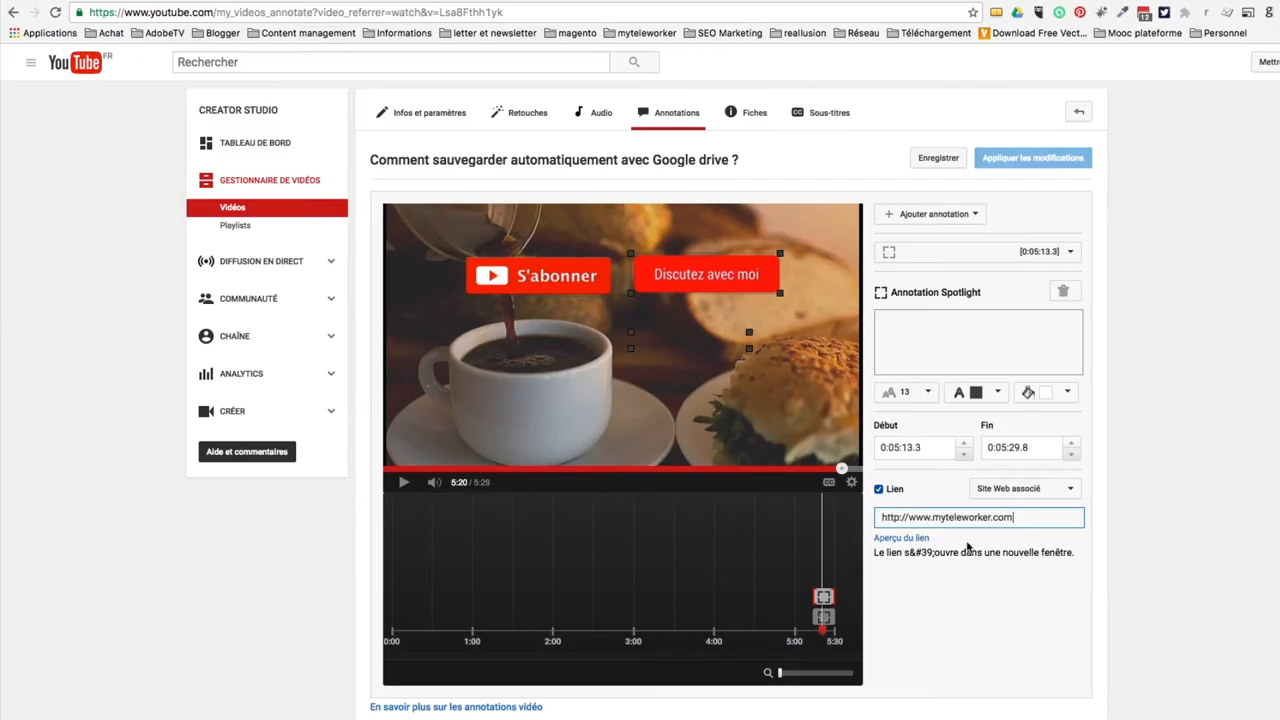 https://www.youtube.com/my_videos_annotate?video_referrer=watch&v=Lsa8Fthh1yk
12
Applications Achat AdobeTV Blogger Content management Informations letter et newsletter magento myteleworker SEO Marketing reallusion Réseau Téléchargement Download Free Vect... Mooc plateforme Personnel
YouTube FR
Rechercher
Mettr
CREATOR STUDIO
TABLEAU DE BORD
GESTIONNAIRE DE VIDÉOS
Vidéos
Playlists
DIFFUSION EN DIRECT
COMMUNAUTÉ
CHAÎNE
ANALYTICS
CRÉER
Aide et commentaires
Infos et paramètres Retouches Audio Annotations Fiches CC Sous-titres
Comment sauvegarder automatiquement avec Google drive ?
Enregistrer Appliquer les modifications
S'abonner Discutez avec moi
5:20 / 5:29
0:00 1:00 2:00 3:00 4:00 5:00 5:30
En savoir plus sur les annotations vidéo
Ajouter annotation
[0:05:13.3]
Annotation Spotlight
AA 13 A
Début Fin
0:05:13.3 0:05:29.8
Lien Site Web associé
http://www.myteleworker.com
Aperçu du lien
Le lien s&#39;ouvre dans une nouvelle fenêtre.